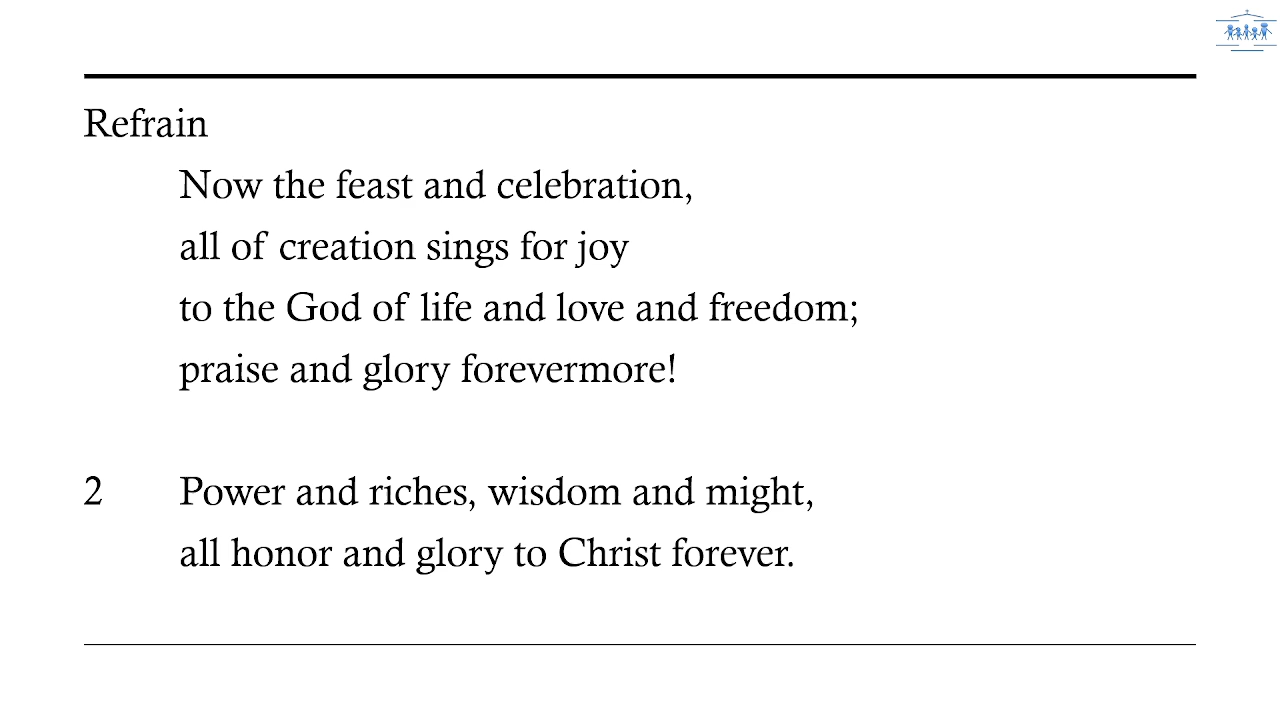 Refrain
Now the feast and celebration,
all of creation sings for joy
to the God of life and love and freedom;
praise and glory forevermore!
2 Power and riches, wisdom and might,
all honor and glory to Christ forever.